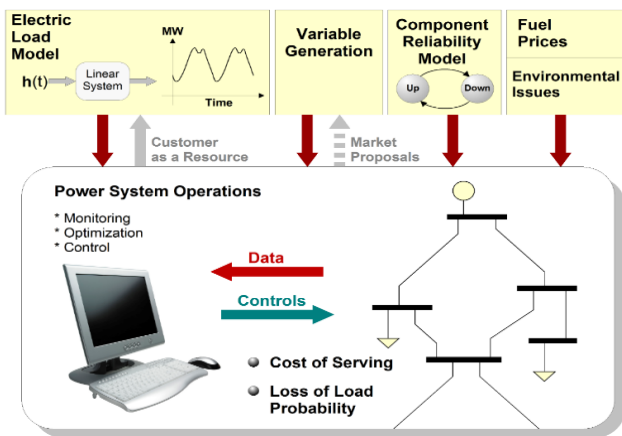 Electric
Load
Model
MW
h(t)
Linear
System
Time
Variable
Generation
Component
Reliability
Model
Up
Down
Fuel
Prices
Environmental
Issues
Customer
as a Resource
Market
Proposals
Power System Operations
* Monitoring
* Optimization
* Control
Data
Controls
Cost of Serving
Loss of Load
Probability